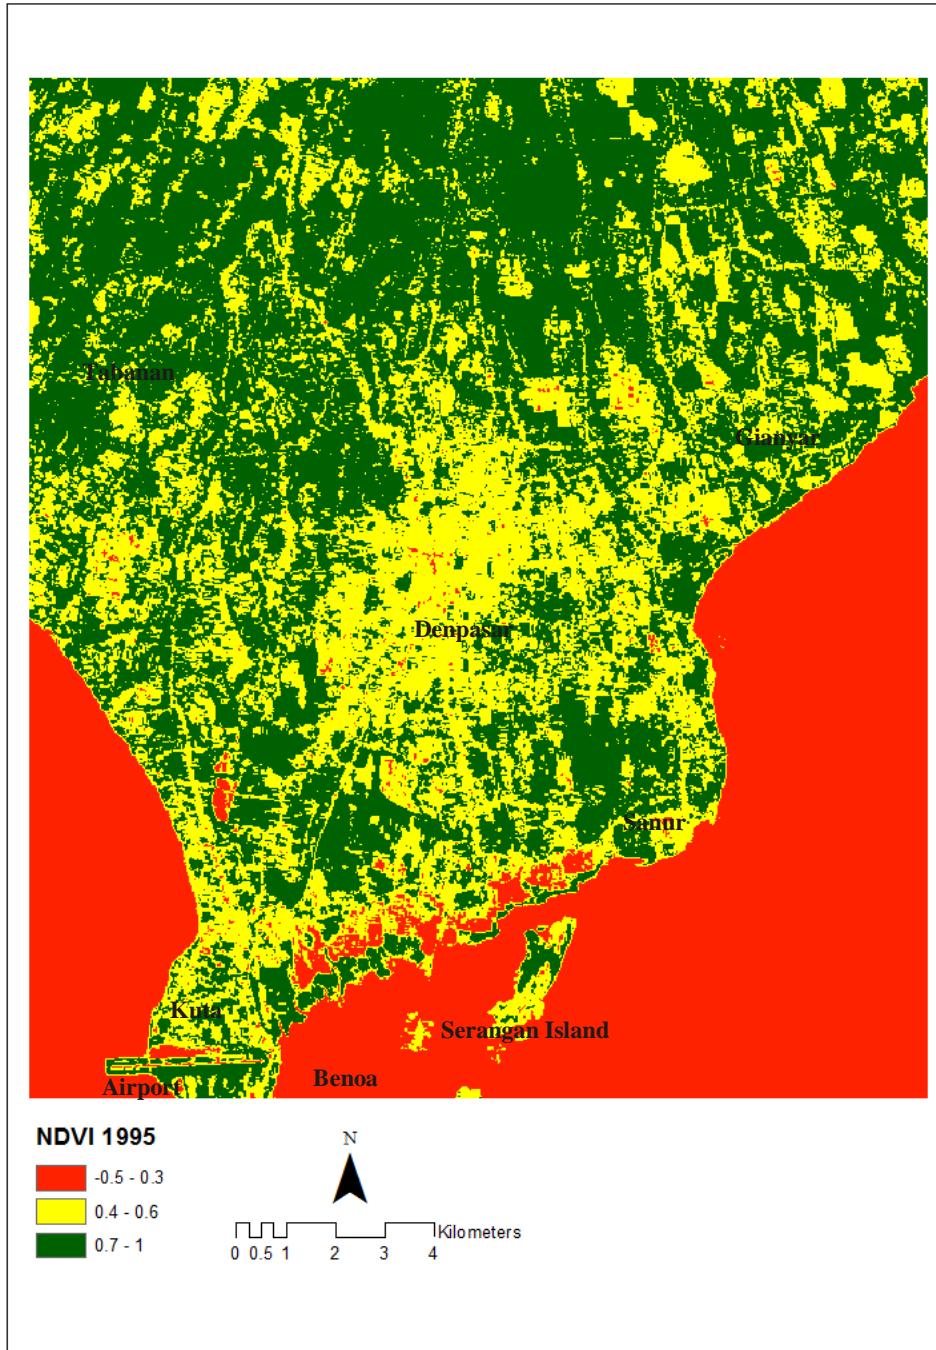 Tabanan
Gianyar
Denpasar
Sanur
Kuta
Serangan Island
Benoa
Airport
NDVI 1995
N
-0.5 - 0.3
0.4 - 0.6
0.7 - 1
Kilometers
0 0.5 1 2 3 4